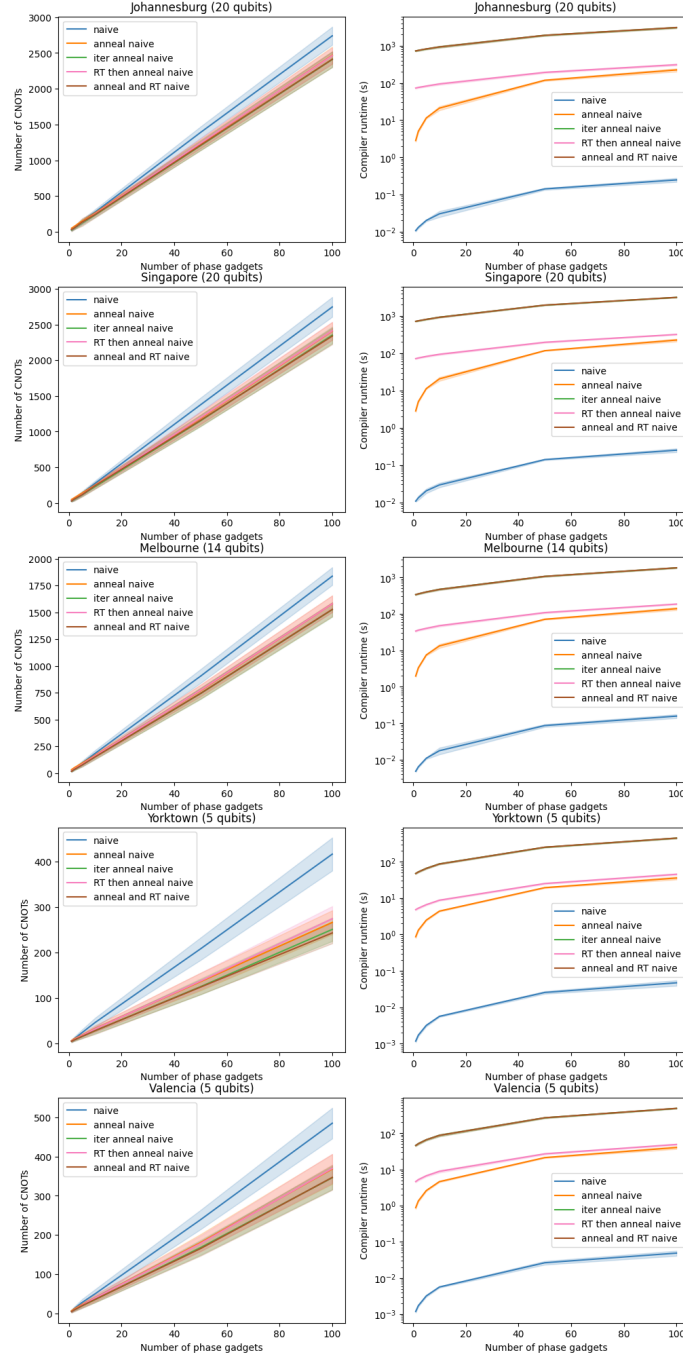 Johannesburg (20 qubits)
3000
2500
2000
1500
1000
500
0
Number of CNOTs
naive
anneal naive
iter anneal naive
RT then anneal naive
anneal and RT naive
0 20 40 60 80 100
Number of phase gadgets
Johannesburg (20 qubits)
10³
10²
10¹
10⁰
10⁻¹
10⁻²
Compiler runtime (s)
naive
anneal naive
iter anneal naive
RT then anneal naive
anneal and RT naive
0 20 40 60 80 100
Number of phase gadgets
Singapore (20 qubits)
3000
2500
2000
1500
1000
500
0
Number of CNOTs
naive
anneal naive
iter anneal naive
RT then anneal naive
anneal and RT naive
0 20 40 60 80 100
Number of phase gadgets
Singapore (20 qubits)
10³
10²
10¹
10⁰
10⁻¹
10⁻²
Compiler runtime (s)
naive
anneal naive
iter anneal naive
RT then anneal naive
anneal and RT naive
0 20 40 60 80 100
Number of phase gadgets
Melbourne (14 qubits)
2000
1750
1500
1250
1000
750
500
250
0
Number of CNOTs
naive
anneal naive
iter anneal naive
RT then anneal naive
anneal and RT naive
0 20 40 60 80 100
Number of phase gadgets
Melbourne (14 qubits)
10³
10²
10¹
10⁰
10⁻¹
10⁻²
Compiler runtime (s)
naive
anneal naive
iter anneal naive
RT then anneal naive
anneal and RT naive
0 20 40 60 80 100
Number of phase gadgets
Yorktown (5 qubits)
400
300
200
100
0
Number of CNOTs
naive
anneal naive
iter anneal naive
RT then anneal naive
anneal and RT naive
0 20 40 60 80 100
Number of phase gadgets
Yorktown (5 qubits)
10²
10¹
10⁰
10⁻¹
10⁻²
10⁻³
Compiler runtime (s)
naive
anneal naive
iter anneal naive
RT then anneal naive
anneal and RT naive
0 20 40 60 80 100
Number of phase gadgets
Valencia (5 qubits)
500
400
300
200
100
0
Number of CNOTs
naive
anneal naive
iter anneal naive
RT then anneal naive
anneal and RT naive
0 20 40 60 80 100
Number of phase gadgets
Valencia (5 qubits)
10²
10¹
10⁰
10⁻¹
10⁻²
10⁻³
Compiler runtime (s)
naive
anneal naive
iter anneal naive
RT then anneal naive
anneal and RT naive
0 20 40 60 80 100
Number of phase gadgets